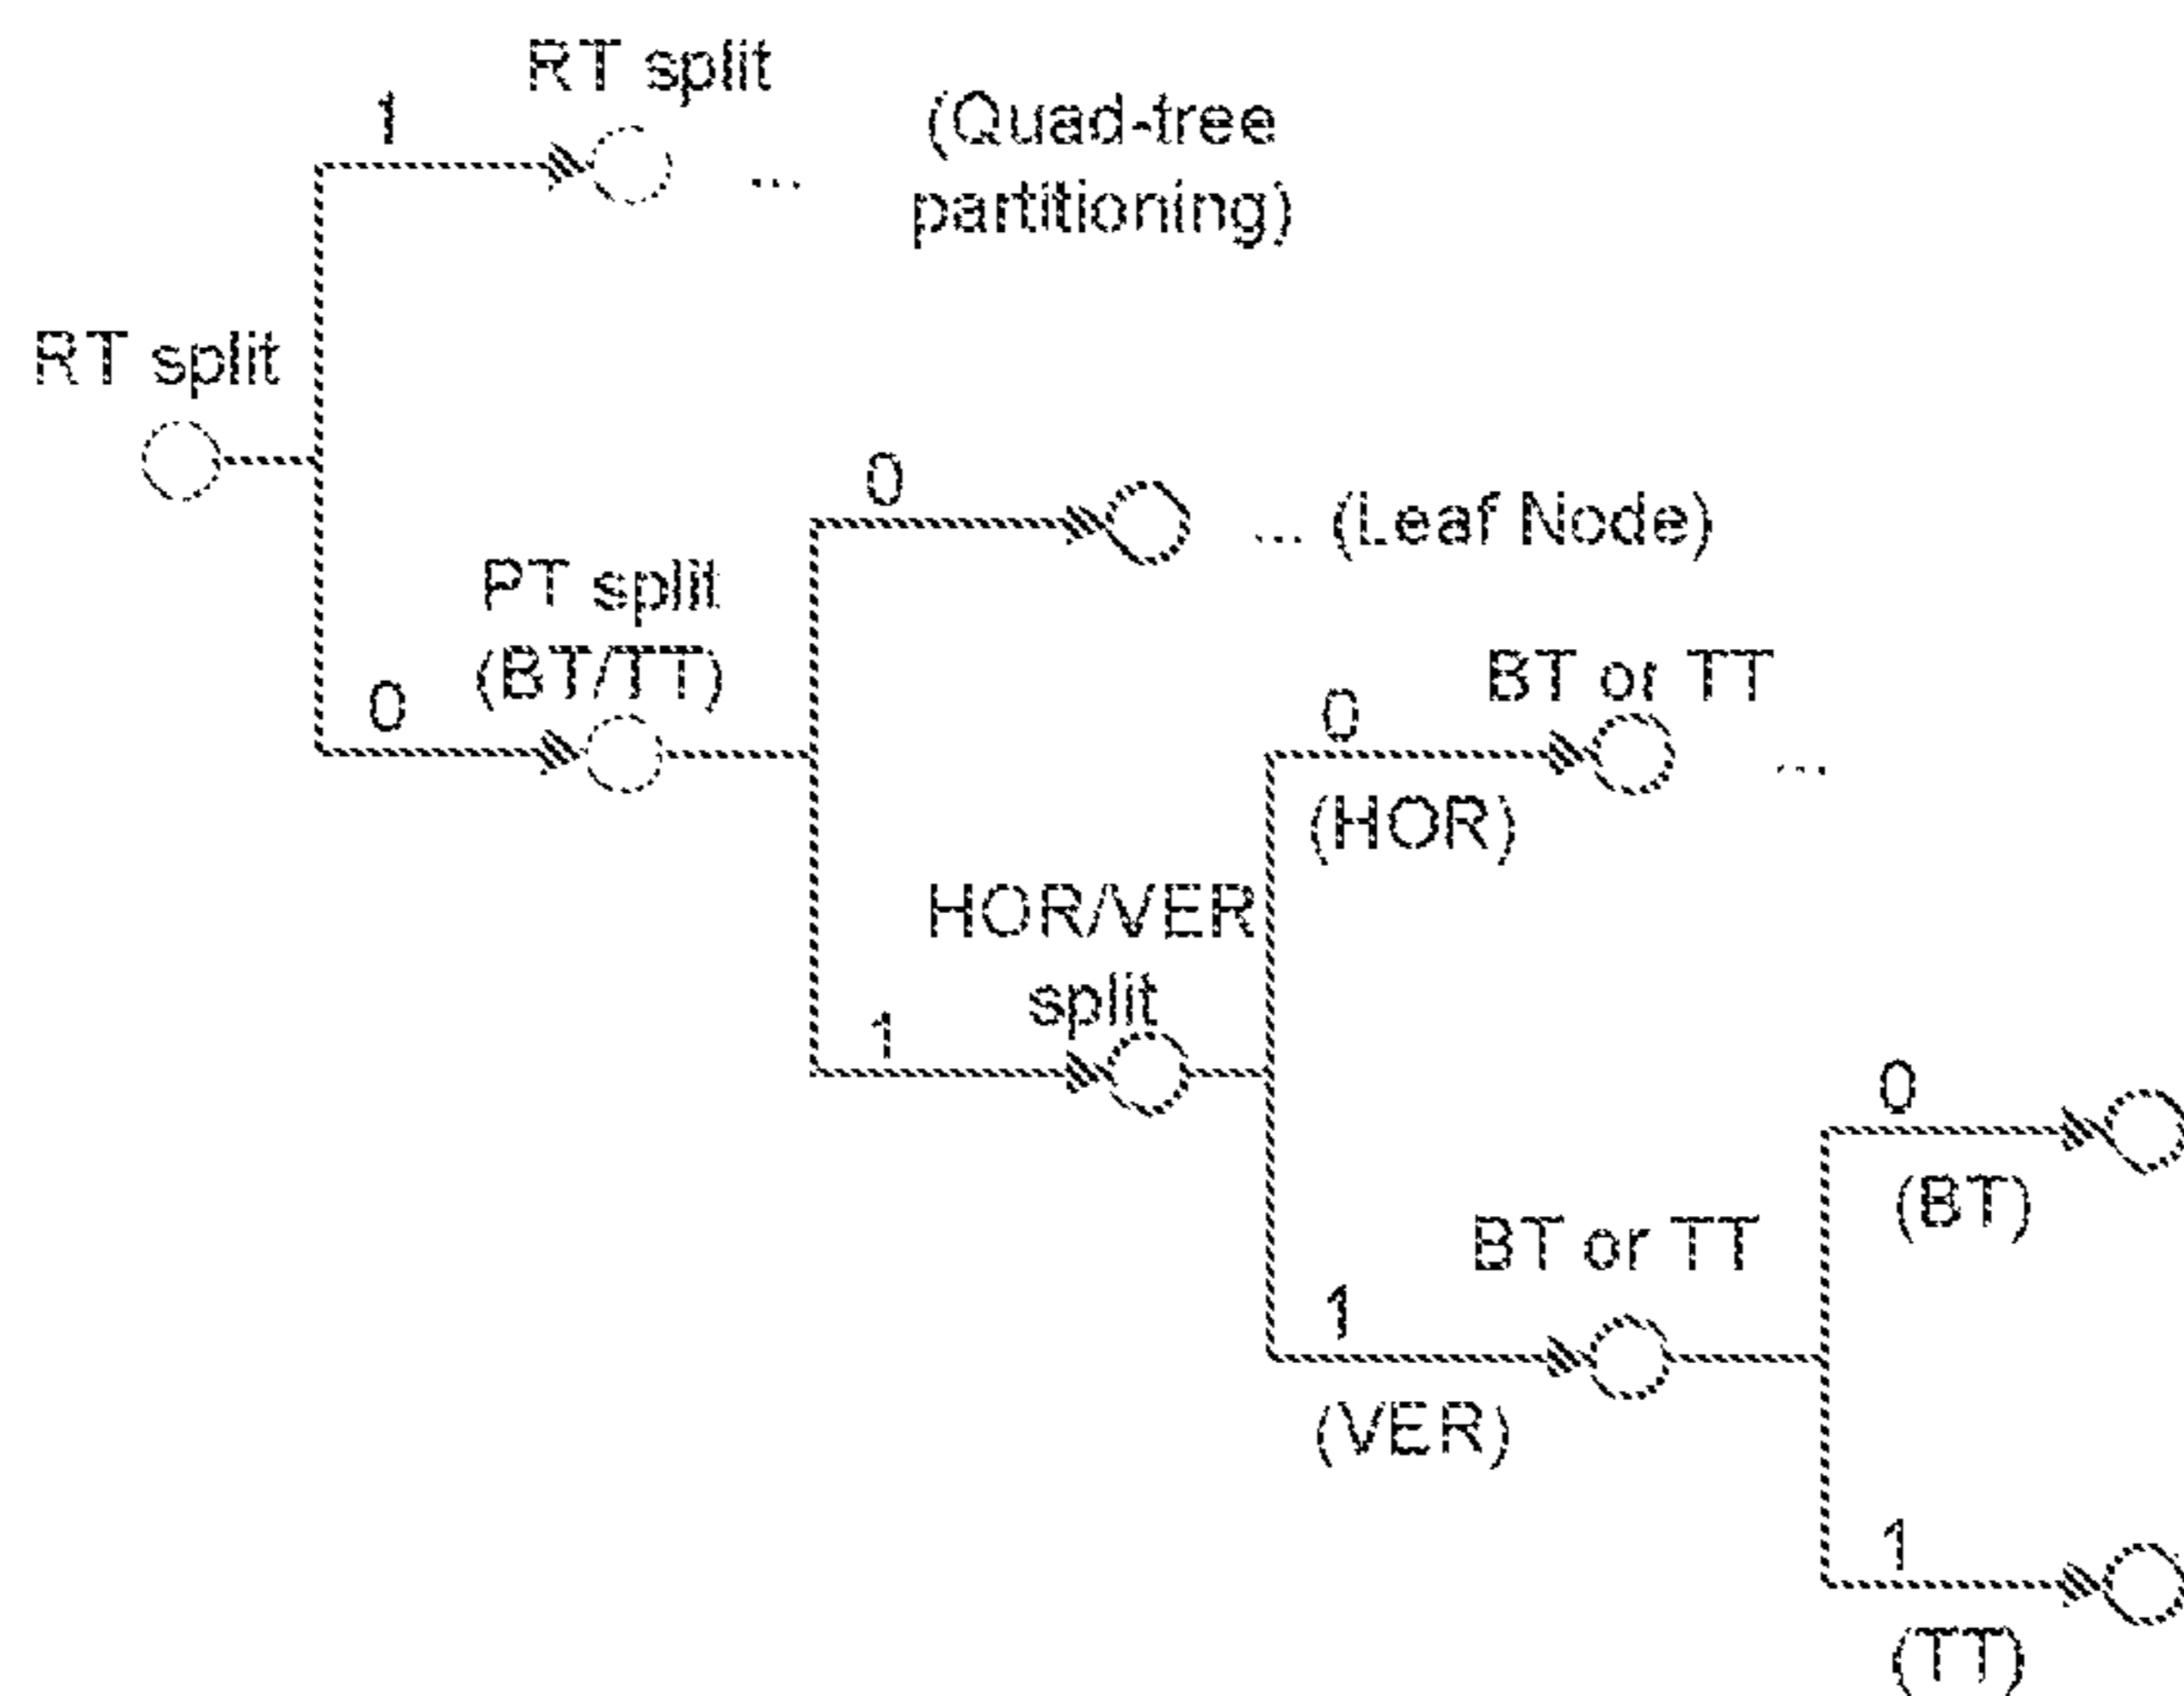 RT split
1
(Quad-tree
partitioning)
RT split
0
... (Leaf Node)
PT split
(BT/TT)
0
0
BT or TT
...
(HOR)
HOR/VER
split
1
0
(BT)
BT or TT
1
(VER)
1
(TT)